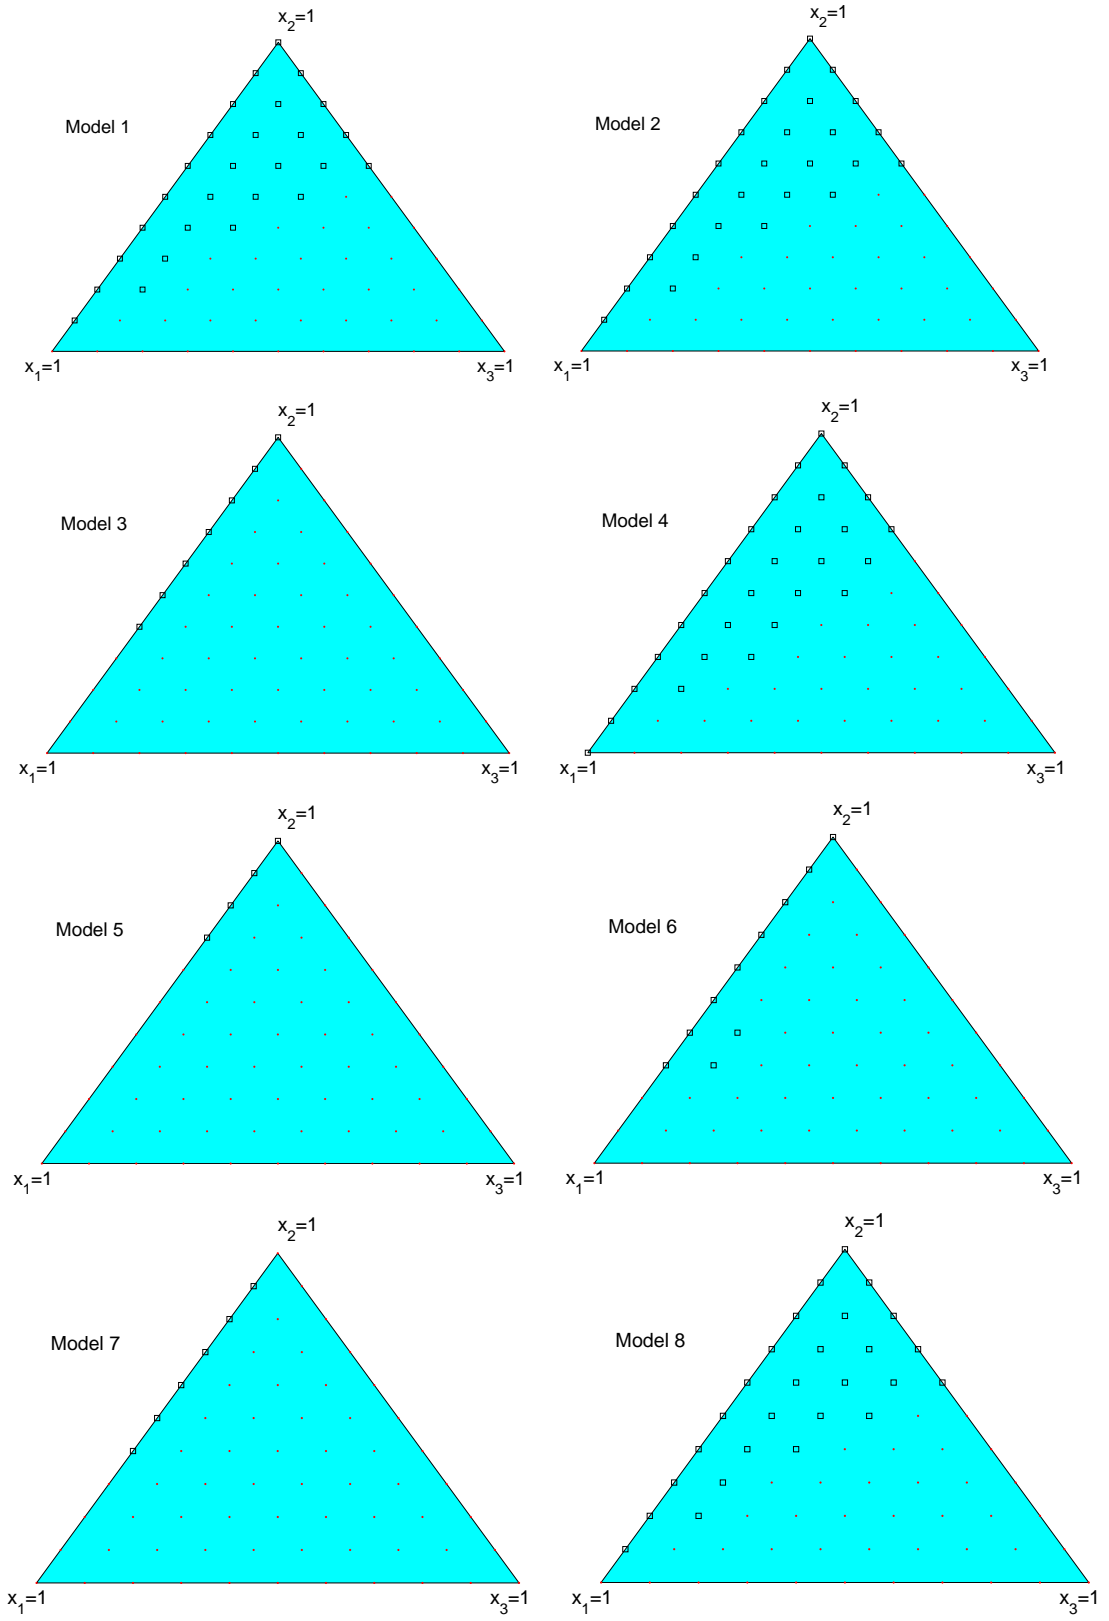 x₂=1
x₂=1
Model 1
Model 2
x₁=1
x₃=1
x₁=1
x₃=1
x₂=1
x₂=1
Model 3
Model 4
x₁=1
x₃=1
x₁=1
x₃=1
x₂=1
x₂=1
Model 5
Model 6
x₁=1
x₃=1
x₁=1
x₃=1
x₂=1
x₂=1
Model 7
Model 8
x₁=1
x₃=1
x₁=1
x₃=1